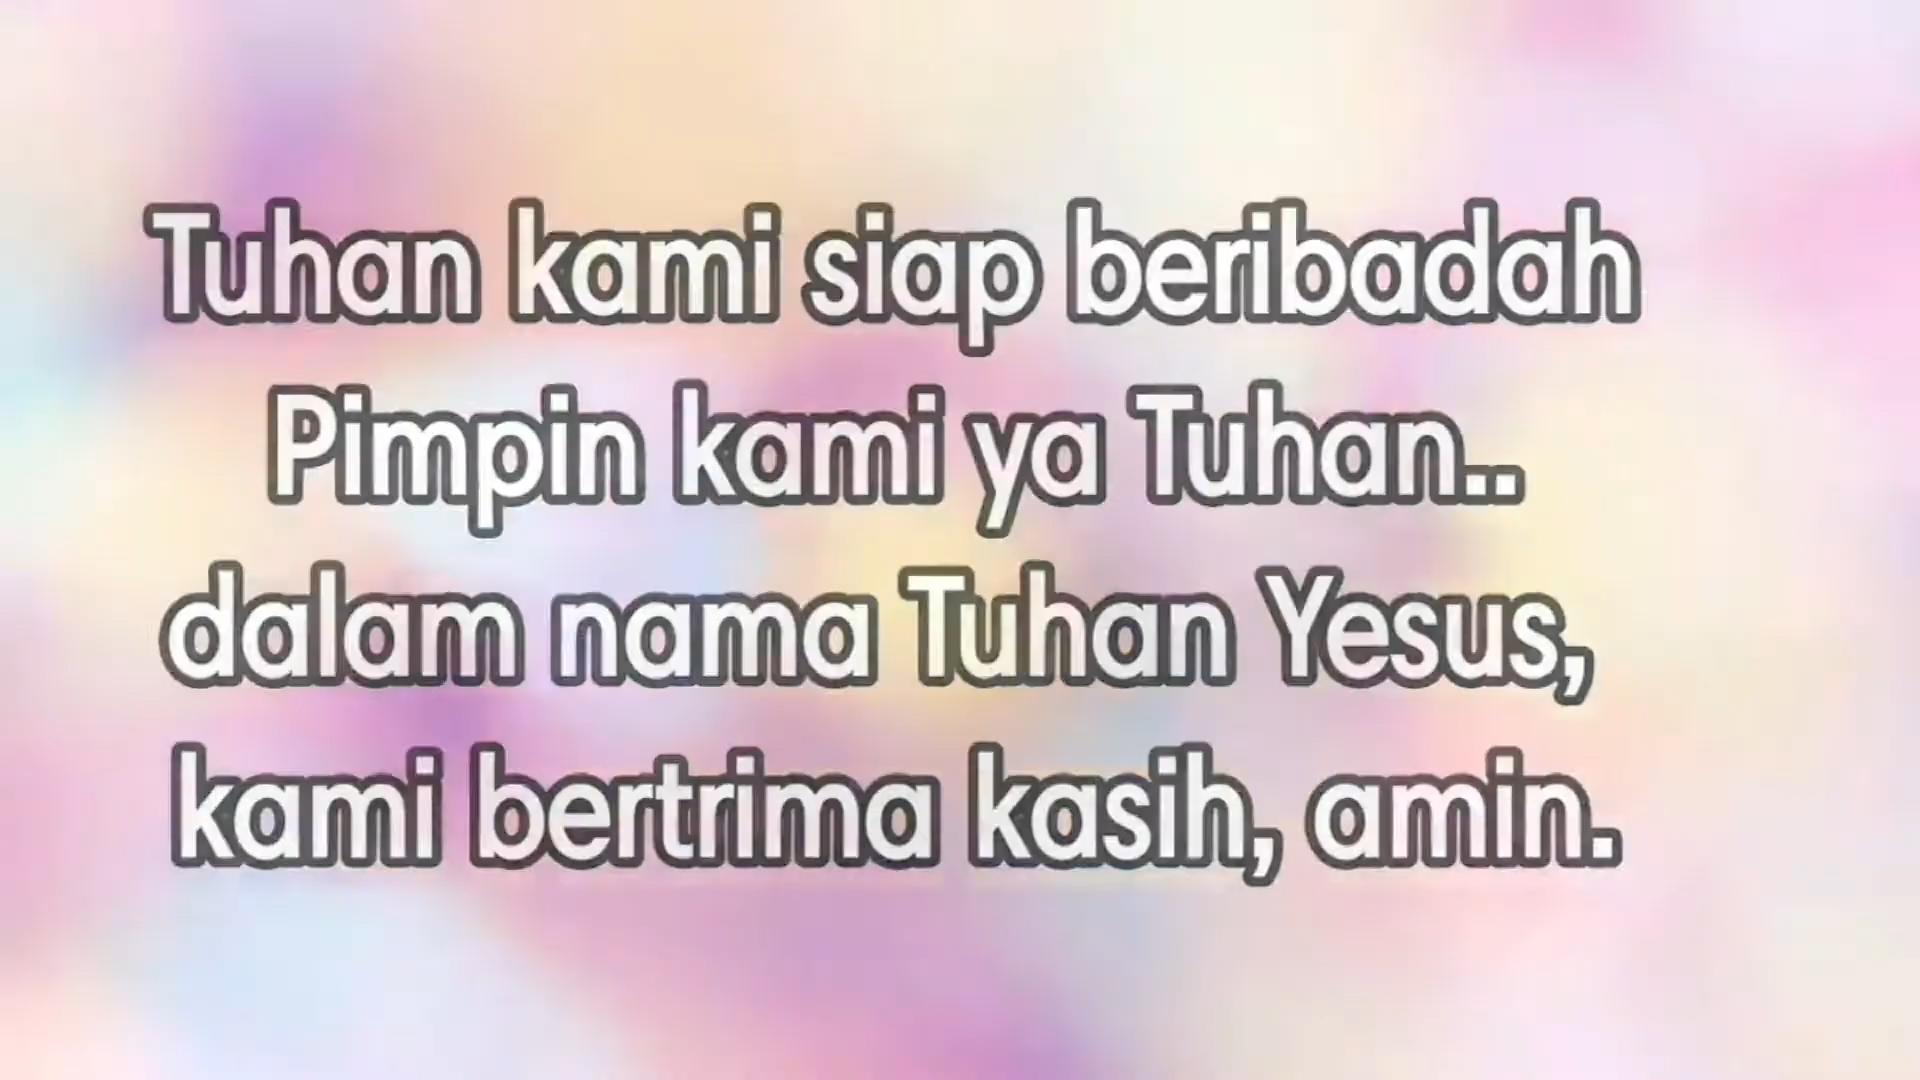 Tuhan kami siap beribadah
Pimpin kami ya Tuhan..
dalam nama Tuhan Yesus,
kami bertrima kasih, amin.